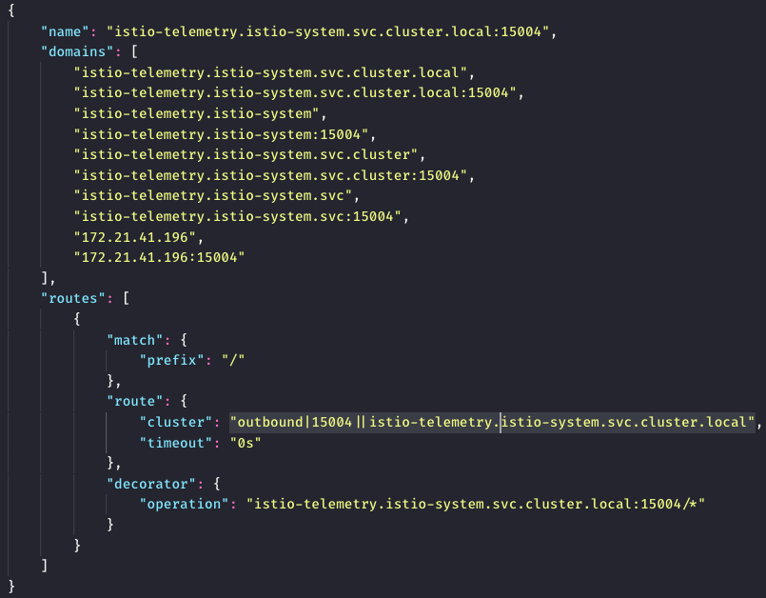 {
    "name": "istio-telemetry.istio-system.svc.cluster.local:15004",
    "domains": [
        "istio-telemetry.istio-system.svc.cluster.local",
        "istio-telemetry.istio-system.svc.cluster.local:15004",
        "istio-telemetry.istio-system",
        "istio-telemetry.istio-system:15004",
        "istio-telemetry.istio-system.svc.cluster",
        "istio-telemetry.istio-system.svc.cluster:15004",
        "istio-telemetry.istio-system.svc",
        "istio-telemetry.istio-system.svc:15004",
        "172.21.41.196",
        "172.21.41.196:15004"
    ],
    "routes": [
        {
            "match": {
                "prefix": "/"
            },
            "route": {
                "cluster": "outbound|15004||istio-telemetry.istio-system.svc.cluster.local",
                "timeout": "0s"
            },
            "decorator": {
                "operation": "istio-telemetry.istio-system.svc.cluster.local:15004/*"
            }
        }
    ]
}